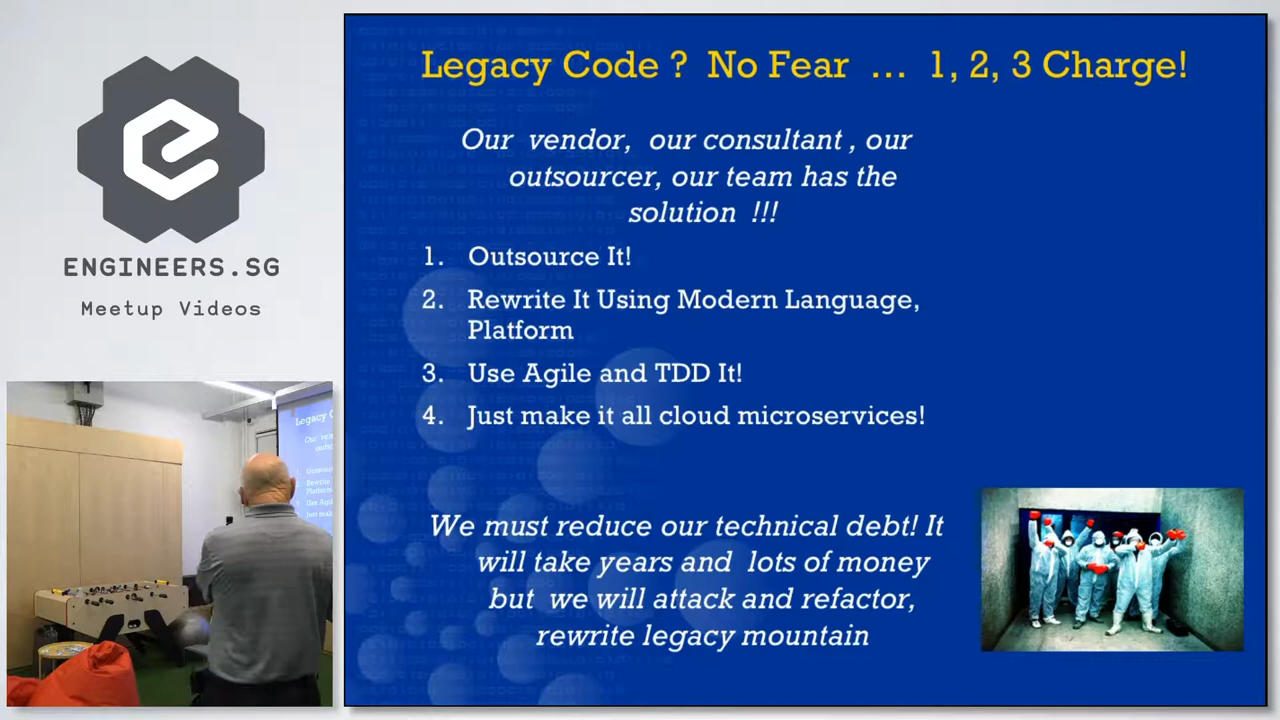 Legacy Code ? No Fear ... 1, 2, 3 Charge!
Our vendor, our consultant , our
outsourcer, our team has the
solution !!!
1. Outsource It!
2. Rewrite It Using Modern Language,
Platform
3. Use Agile and TDD It!
4. Just make it all cloud microservices!
We must reduce our technical debt! It
will take years and lots of money
but we will attack and refactor,
rewrite legacy mountain
ENGINEERS.SG
Meetup Videos
Legacy